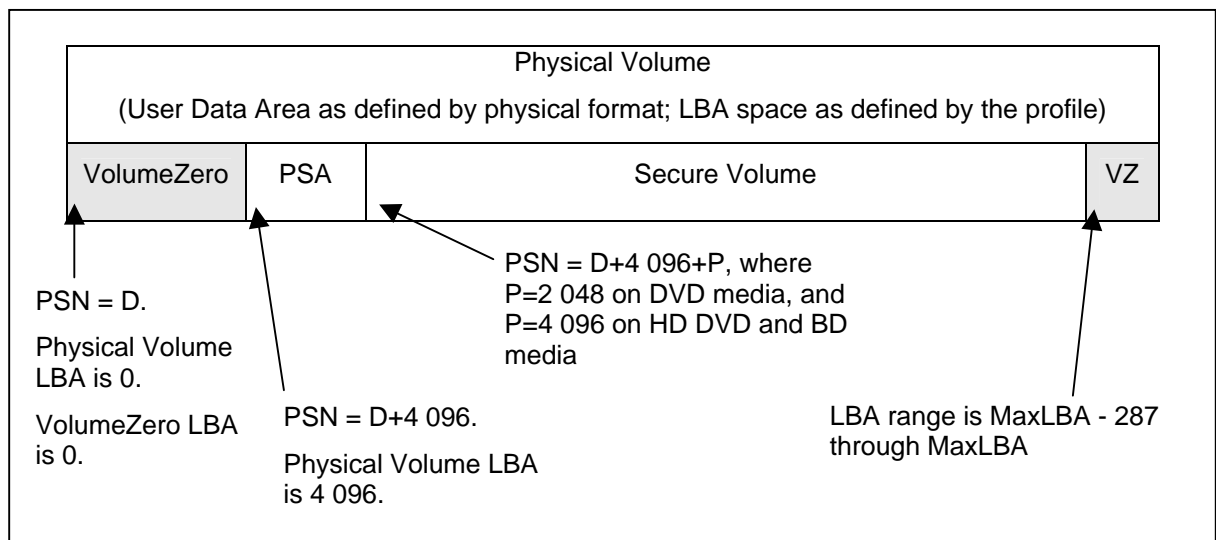 Physical Volume
(User Data Area as defined by physical format; LBA space as defined by the profile)
VolumeZero
PSA
Secure Volume
VZ
PSN = D.
Physical Volume
LBA is 0.
VolumeZero LBA
is 0.
PSN = D+4 096.
Physical Volume LBA
is 4 096.
PSN = D+4 096+P, where
P=2 048 on DVD media, and
P=4 096 on HD DVD and BD
media
LBA range is MaxLBA - 287
through MaxLBA